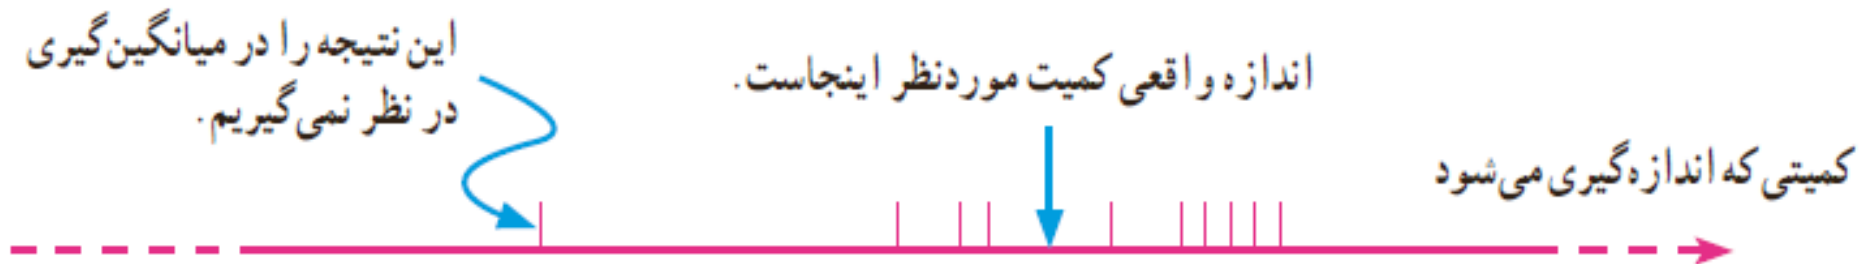 این نتیجه را در میانگین‌گیری
در نظر نمی‌گیریم.
اندازه واقعی کمیت موردنظر اینجاست.
کمیتی که اندازه‌گیری می‌شود